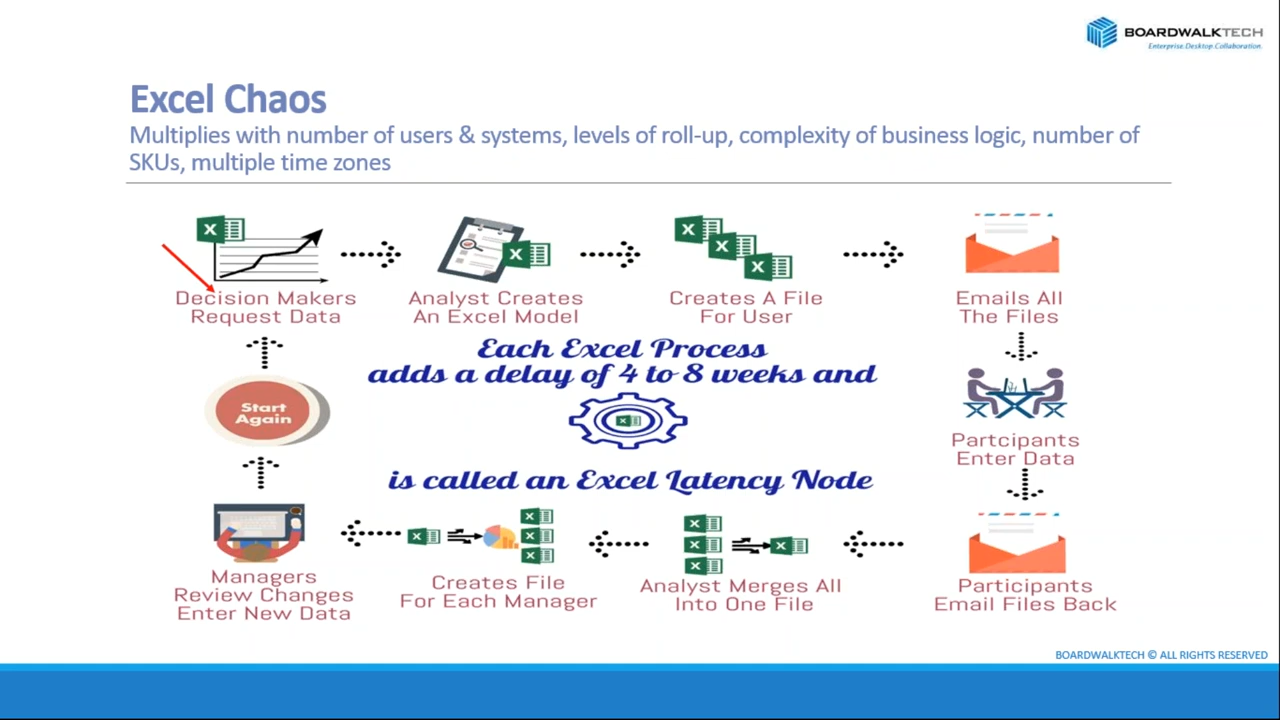 BOARDWALKTECH
Enterprise.Desktop.Collaboration.
Excel Chaos
Multiplies with number of users & systems, levels of roll-up, complexity of business logic, number of
SKUs, multiple time zones
Decision Makers
Request Data
Analyst Creates
An Excel Model
Creates A File
For User
Emails All
The Files
Each Excel Process
adds a delay of 4 to 8 weeks and
is called an Excel Latency Node
Start
Again
Partcipants
Enter Data
Managers
Review Changes
Enter New Data
Creates File
For Each Manager
Analyst Merges All
Into One File
Participants
Email Files Back
BOARDWALKTECH © ALL RIGHTS RESERVED